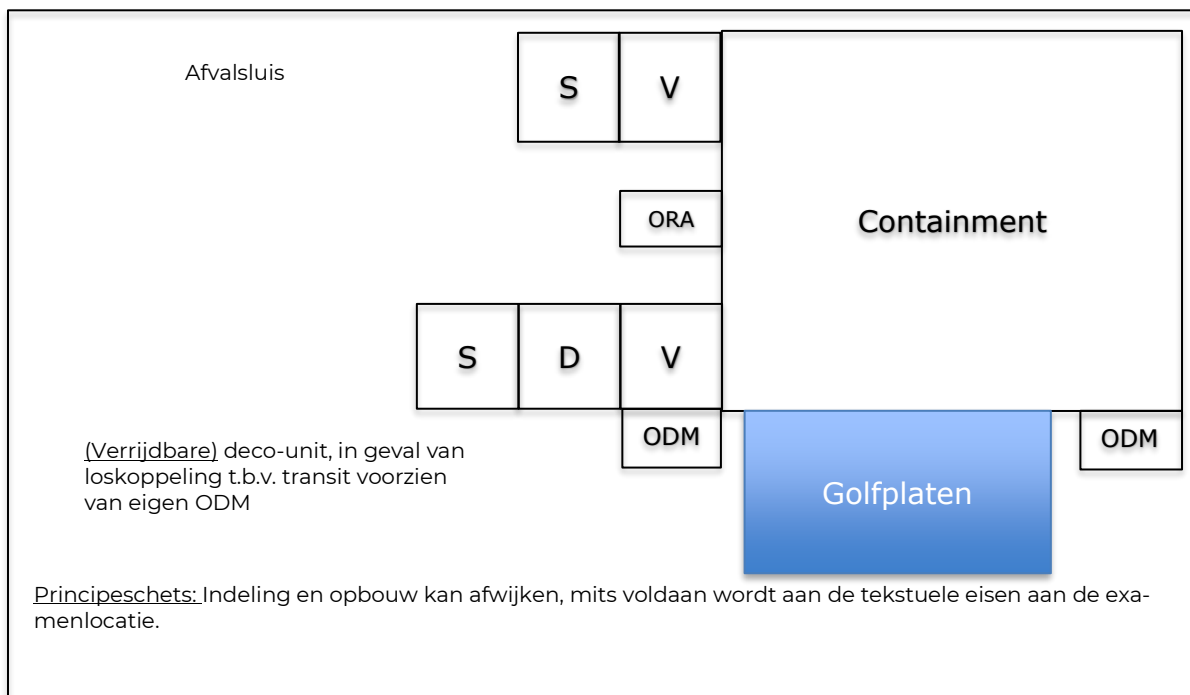 Afvalsluis
S V
ORA
Containment
S D V
ODM
ODM
(Verrijdbare) deco-unit, in geval van
loskoppeling t.b.v. transit voorzien
van eigen ODM
Golfplaten
Principeschets: Indeling en opbouw kan afwijken, mits voldaan wordt aan de tekstuele eisen aan de exa-
menlocatie.